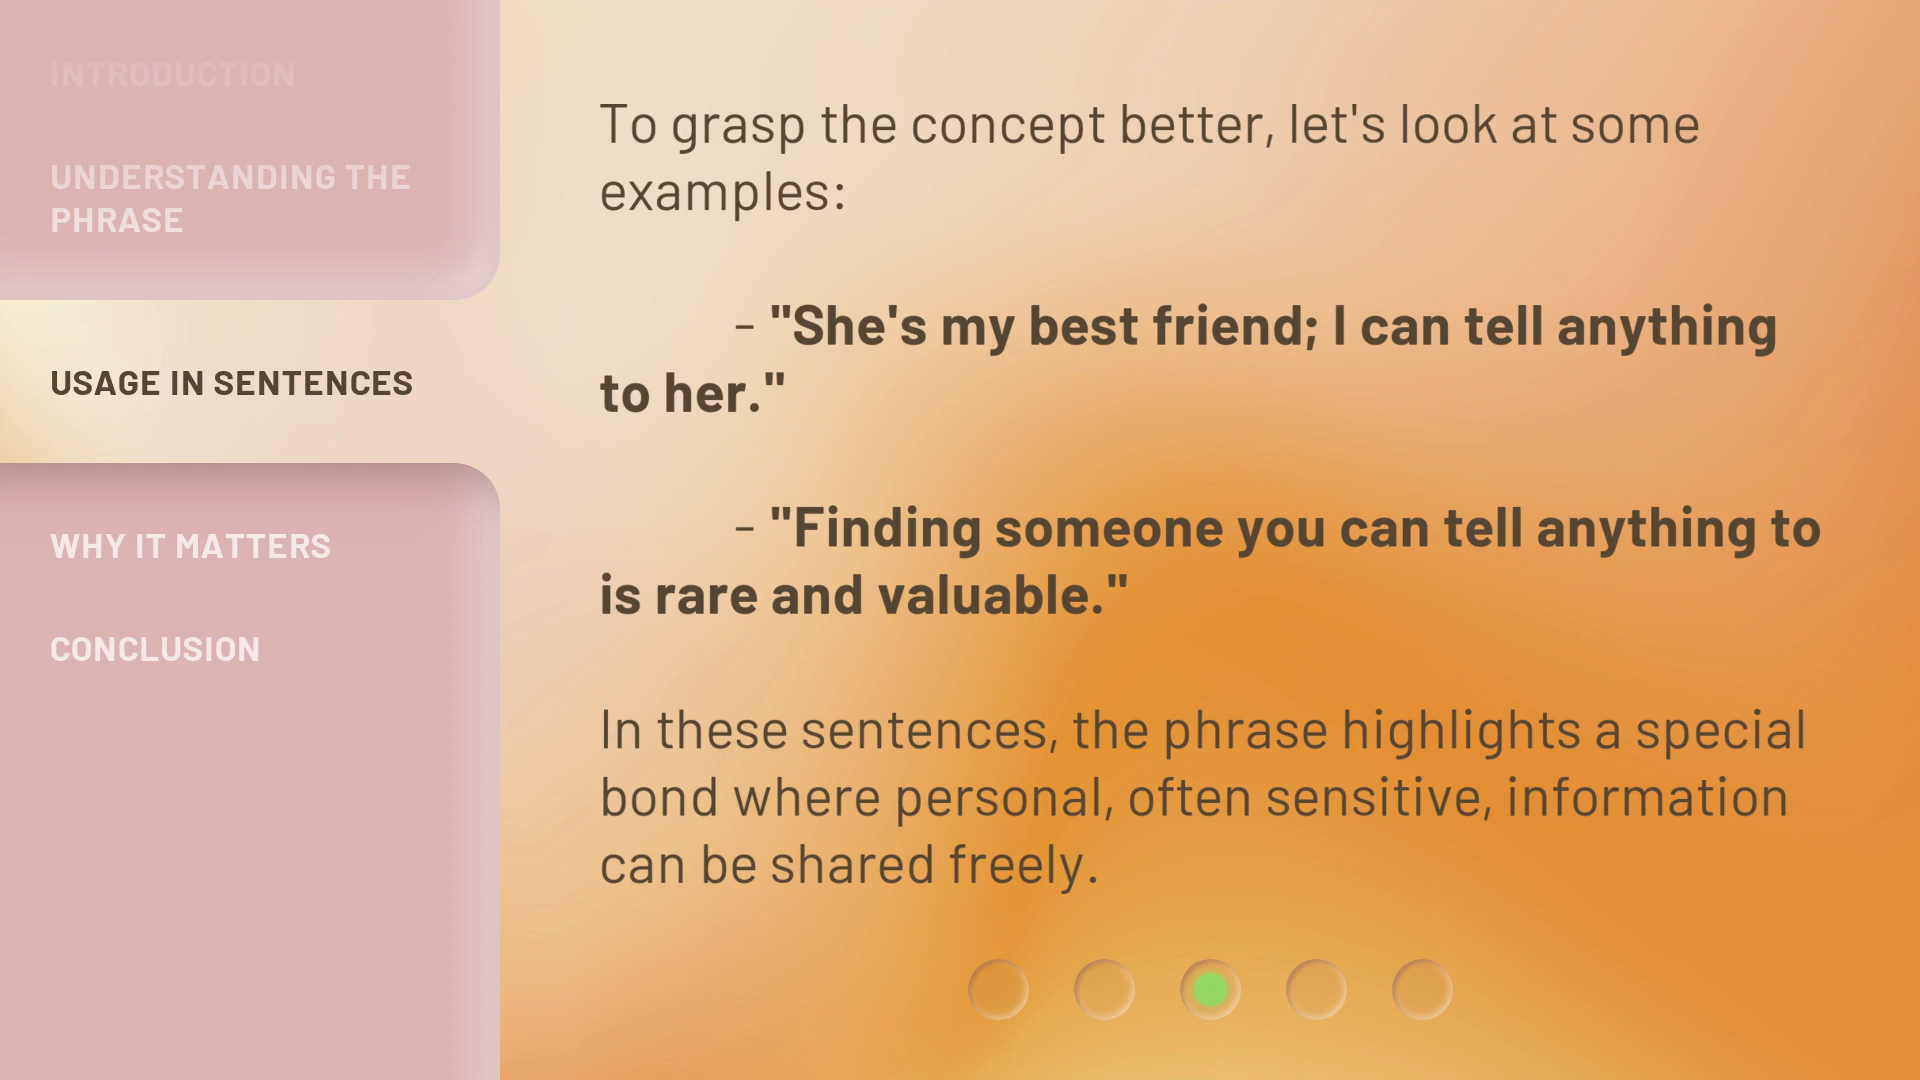 INTRODUCTION
UNDERSTANDING THE
PHRASE
USAGE IN SENTENCES
WHY IT MATTERS
CONCLUSION
To grasp the concept better, let's look at some
examples:
- "She's my best friend; I can tell anything
to her."
- "Finding someone you can tell anything to
is rare and valuable."
In these sentences, the phrase highlights a special
bond where personal, often sensitive, information
can be shared freely.